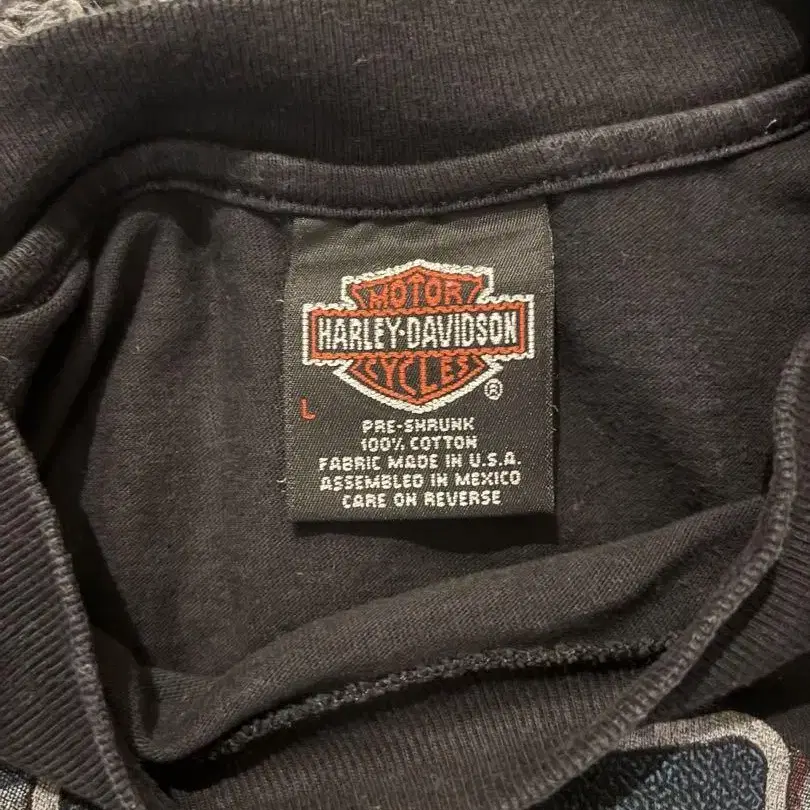 MOTOR
HARLEY-DAVIDSON
CYCLES
®
L
PRE-SHRUNK
100% COTTON
FABRIC MADE IN U.S.A.
ASSEMBLED IN MEXICO
CARE ON REVERSE